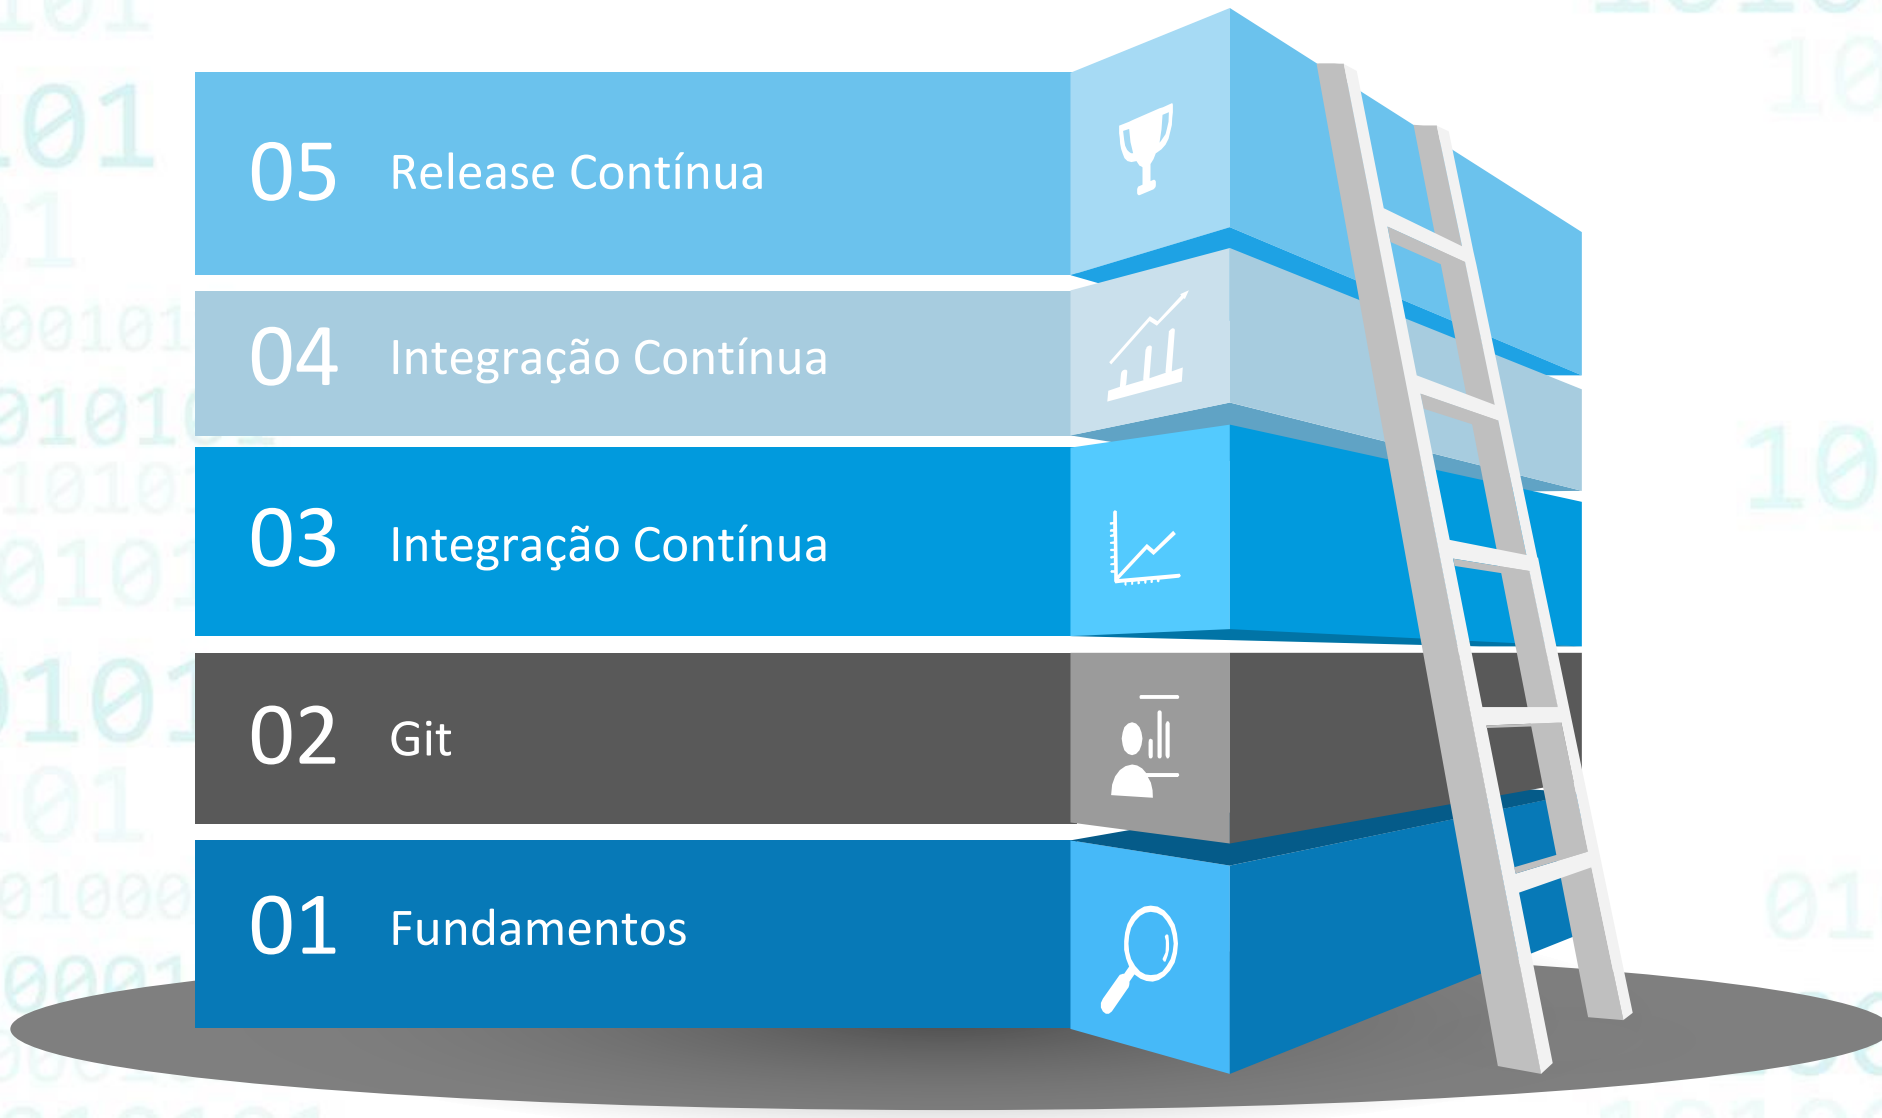 05 Release Contínua
04 Integração Contínua
03 Integração Contínua
02 Git
01 Fundamentos